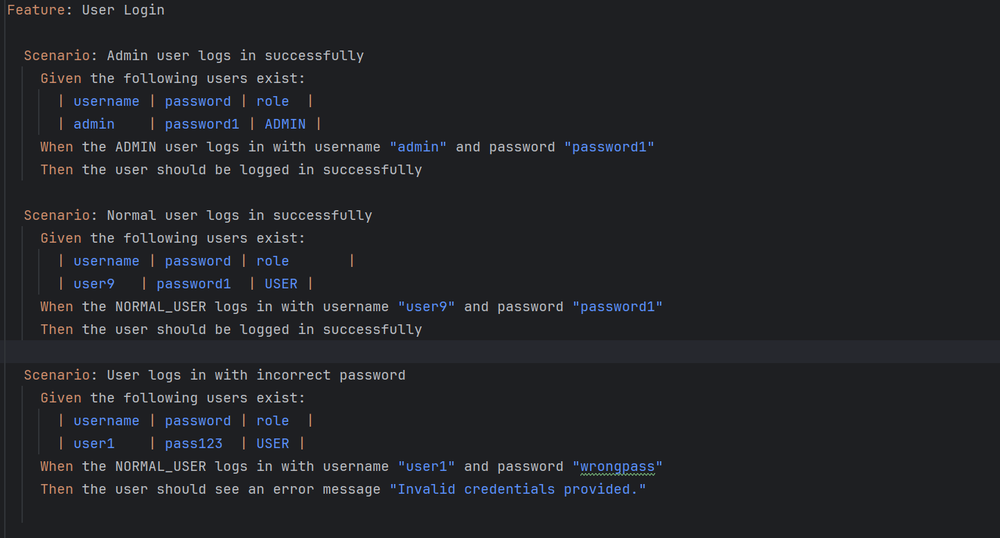 Feature: User Login
Scenario: Admin user logs in successfully
Given the following users exist:
| username | password | role  |
| admin    | password1 | ADMIN |
When the ADMIN user logs in with username "admin" and password "password1"
Then the user should be logged in successfully
Scenario: Normal user logs in successfully
Given the following users exist:
| username | password | role       |
| user9   | password1  | USER |
When the NORMAL_USER logs in with username "user9" and password "password1"
Then the user should be logged in successfully
Scenario: User logs in with incorrect password
Given the following users exist:
| username | password | role  |
| user1    | pass123  | USER |
When the NORMAL_USER logs in with username "user1" and password "wrongpass"
Then the user should see an error message "Invalid credentials provided."